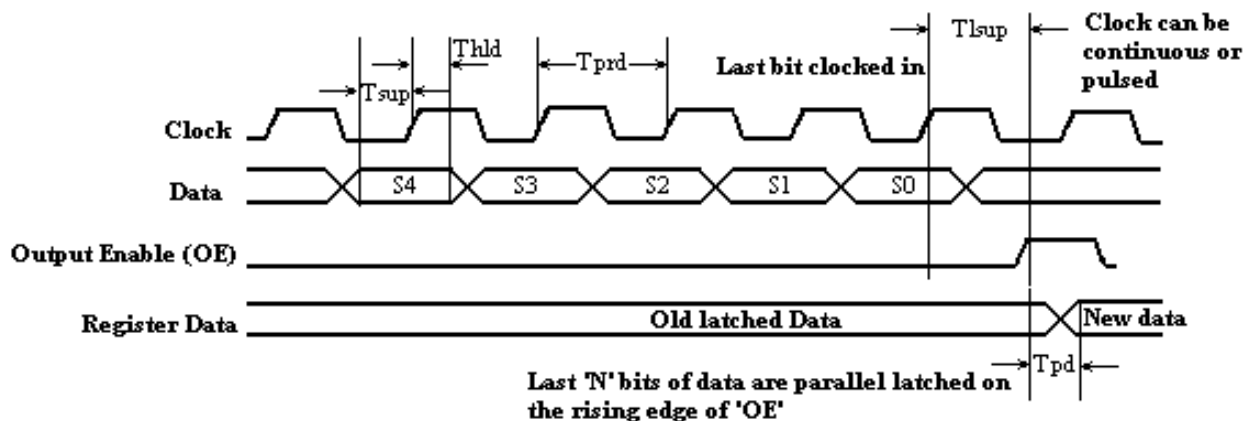 Thld
Tsup
Tprd
Tlsup
Last bit clocked in
Clock can be
continuous or
pulsed
Clock
Data
S4
S3
S2
S1
S0
Output Enable (OE)
Register Data
Old latched Data
New data
Tpd
Last 'N' bits of data are parallel latched on
the rising edge of 'OE'